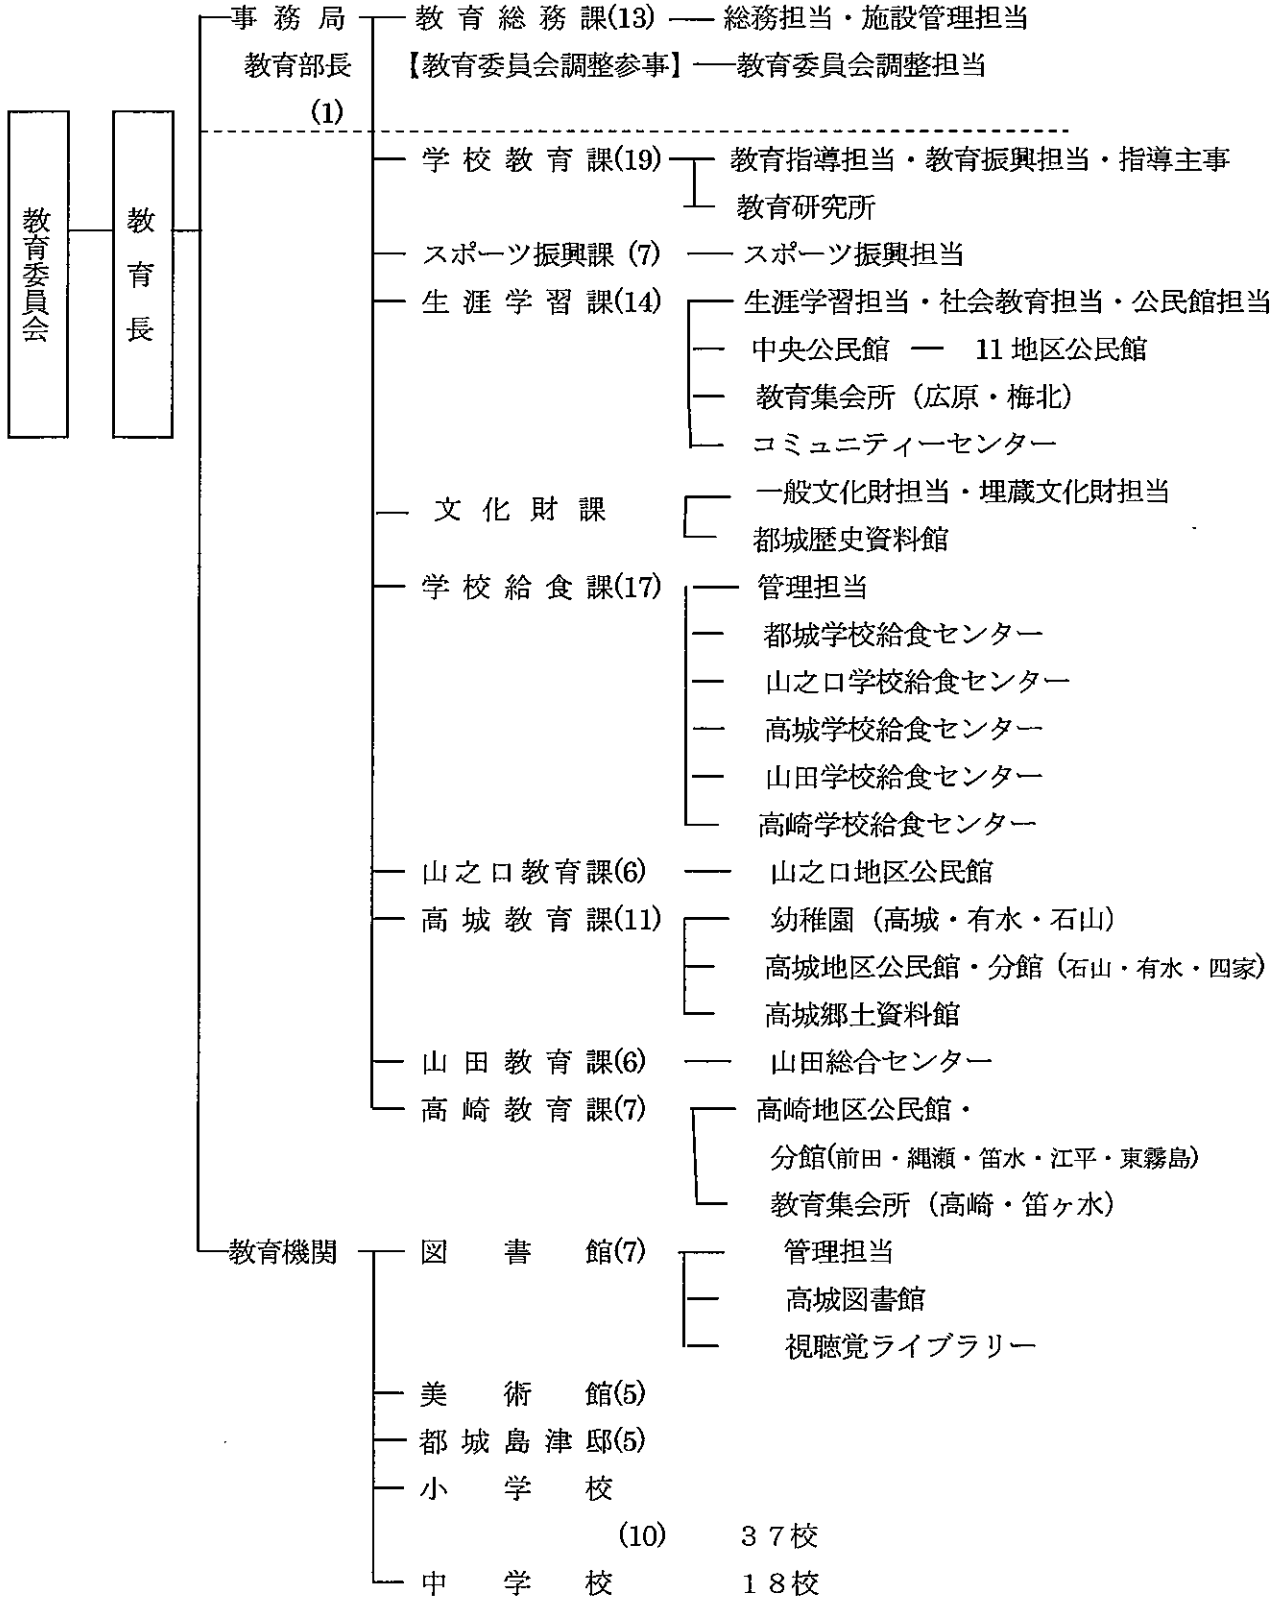 事務局 教育総務課(13) 総務担当・施設管理担当
教育部長 【教育委員会調整参事】 教育委員会調整担当
(1)
教育委員会
教育長
学校教育課(19) 教育指導担当・教育振興担当・指導主事
教育研究所
スポーツ振興課(7) スポーツ振興担当
生涯学習課(14) 生涯学習担当・社会教育担当・公民館担当
中央公民館 11地区公民館
教育集会所(広原・梅北)
コミュニティーセンター
文化財課 一般文化財担当・埋蔵文化財担当
都城歴史資料館
学校給食課(17) 管理担当
都城学校給食センター
山之口学校給食センター
高城学校給食センター
山田学校給食センター
高崎学校給食センター
山之口教育課(6) 山之口地区公民館
高城教育課(11) 幼稚園(高城・有水・石山)
高城地区公民館・分館(石山・有水・四家)
高城郷土資料館
山田教育課(6) 山田総合センター
高崎教育課(7) 高崎地区公民館・
分館(前田・縄瀬・笛水・江平・東霧島)
教育集会所(高崎・笛ヶ水)
教育機関 図書館(7) 管理担当
高城図書館
視聴覚ライブラリー
美術館(5)
都城島津邸(5)
小学校
(10) 37校
中学校 18校